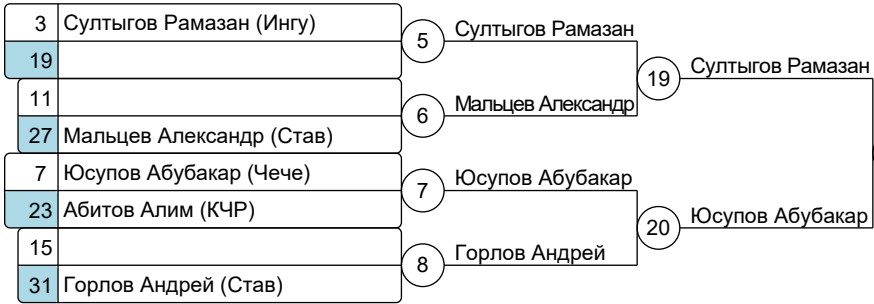 3 Султыгов Рамазан (Ингу)
19
11
27 Мальцев Александр (Став)
7 Юсупов Абубакар (Чече)
23 Абитов Алим (КЧР)
15
31 Горлов Андрей (Став)
5 Султыгов Рамазан
6 Мальцев Александр
7 Юсупов Абубакар
8 Горлов Андрей
19 Султыгов Рамазан
20 Юсупов Абубакар